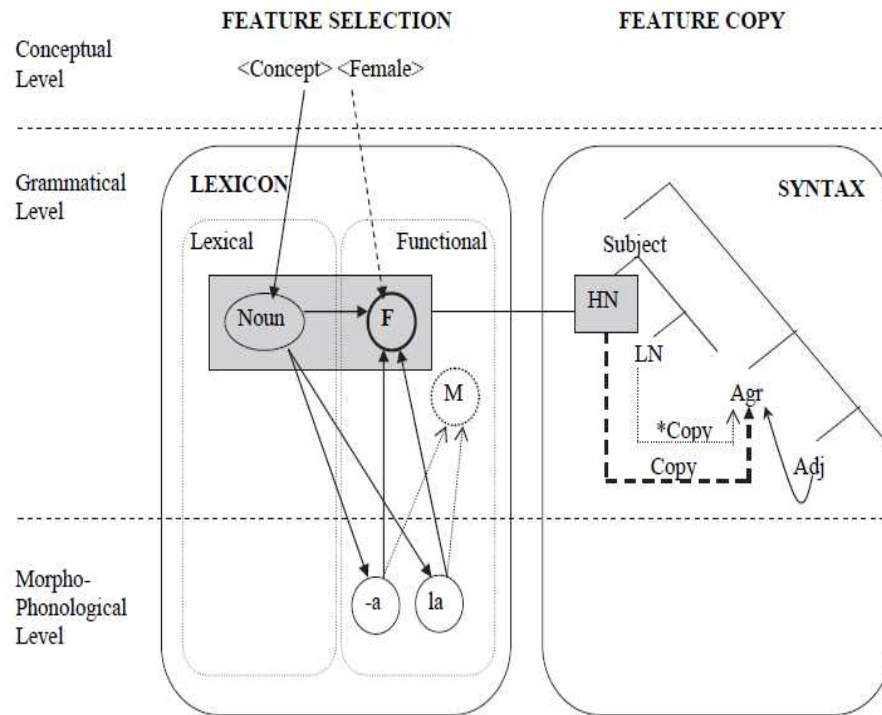 FEATURE SELECTION FEATURE COPY
Conceptual
Level
<Concept> <Female>
Grammatical
Level
LEXICON
SYNTAX
Lexical
Functional
Subject
Noun
F
HN
LN
M
Agr
*Copy
Copy
Adj
Morpho-
Phonological
Level
-a
la